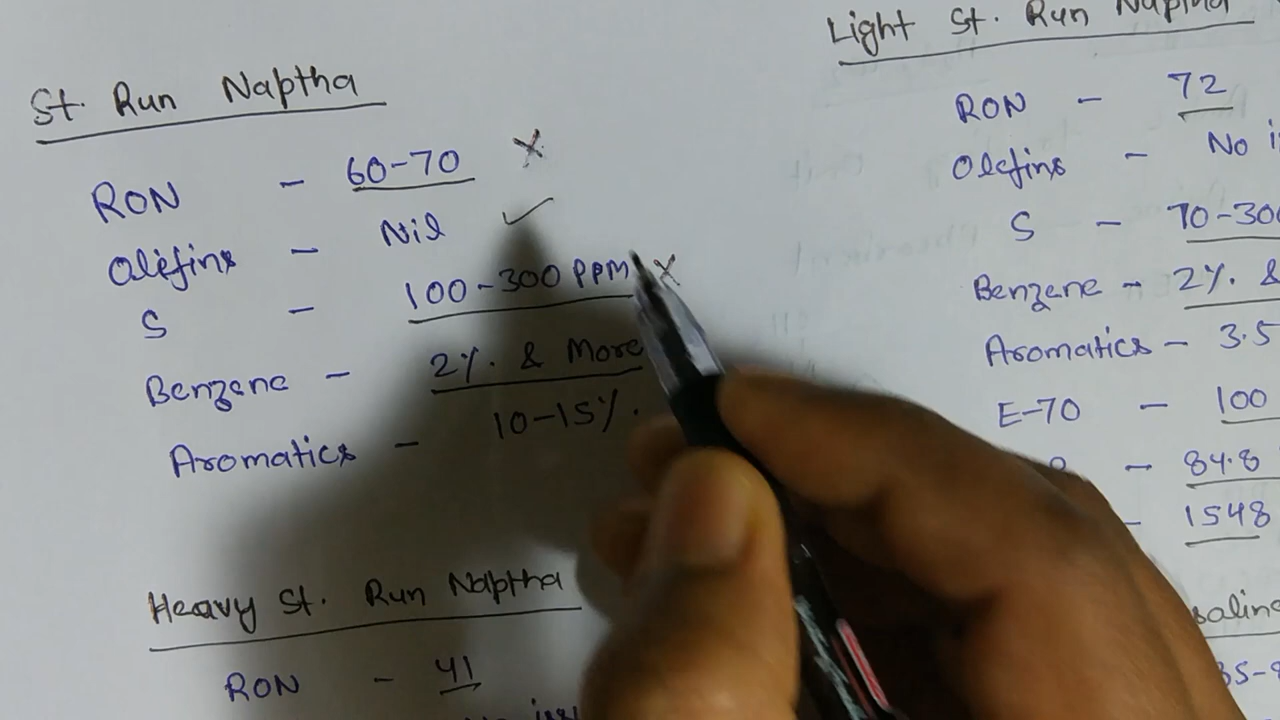 St. Run Naptha
RON - 60-70 ×
Olefins - Nil ✓
S - 100-300 PPM ×
Benzene - 2% & More
Aromatics - 10-15%.
Heavy St. Run Naptha
RON - 41
Light St. Run Naptha
RON - 72
Olefins - No
S - 70-300
Benzene - 2% &
Aromatics - 3.5
E-70 - 100
- 84.8
- 1548